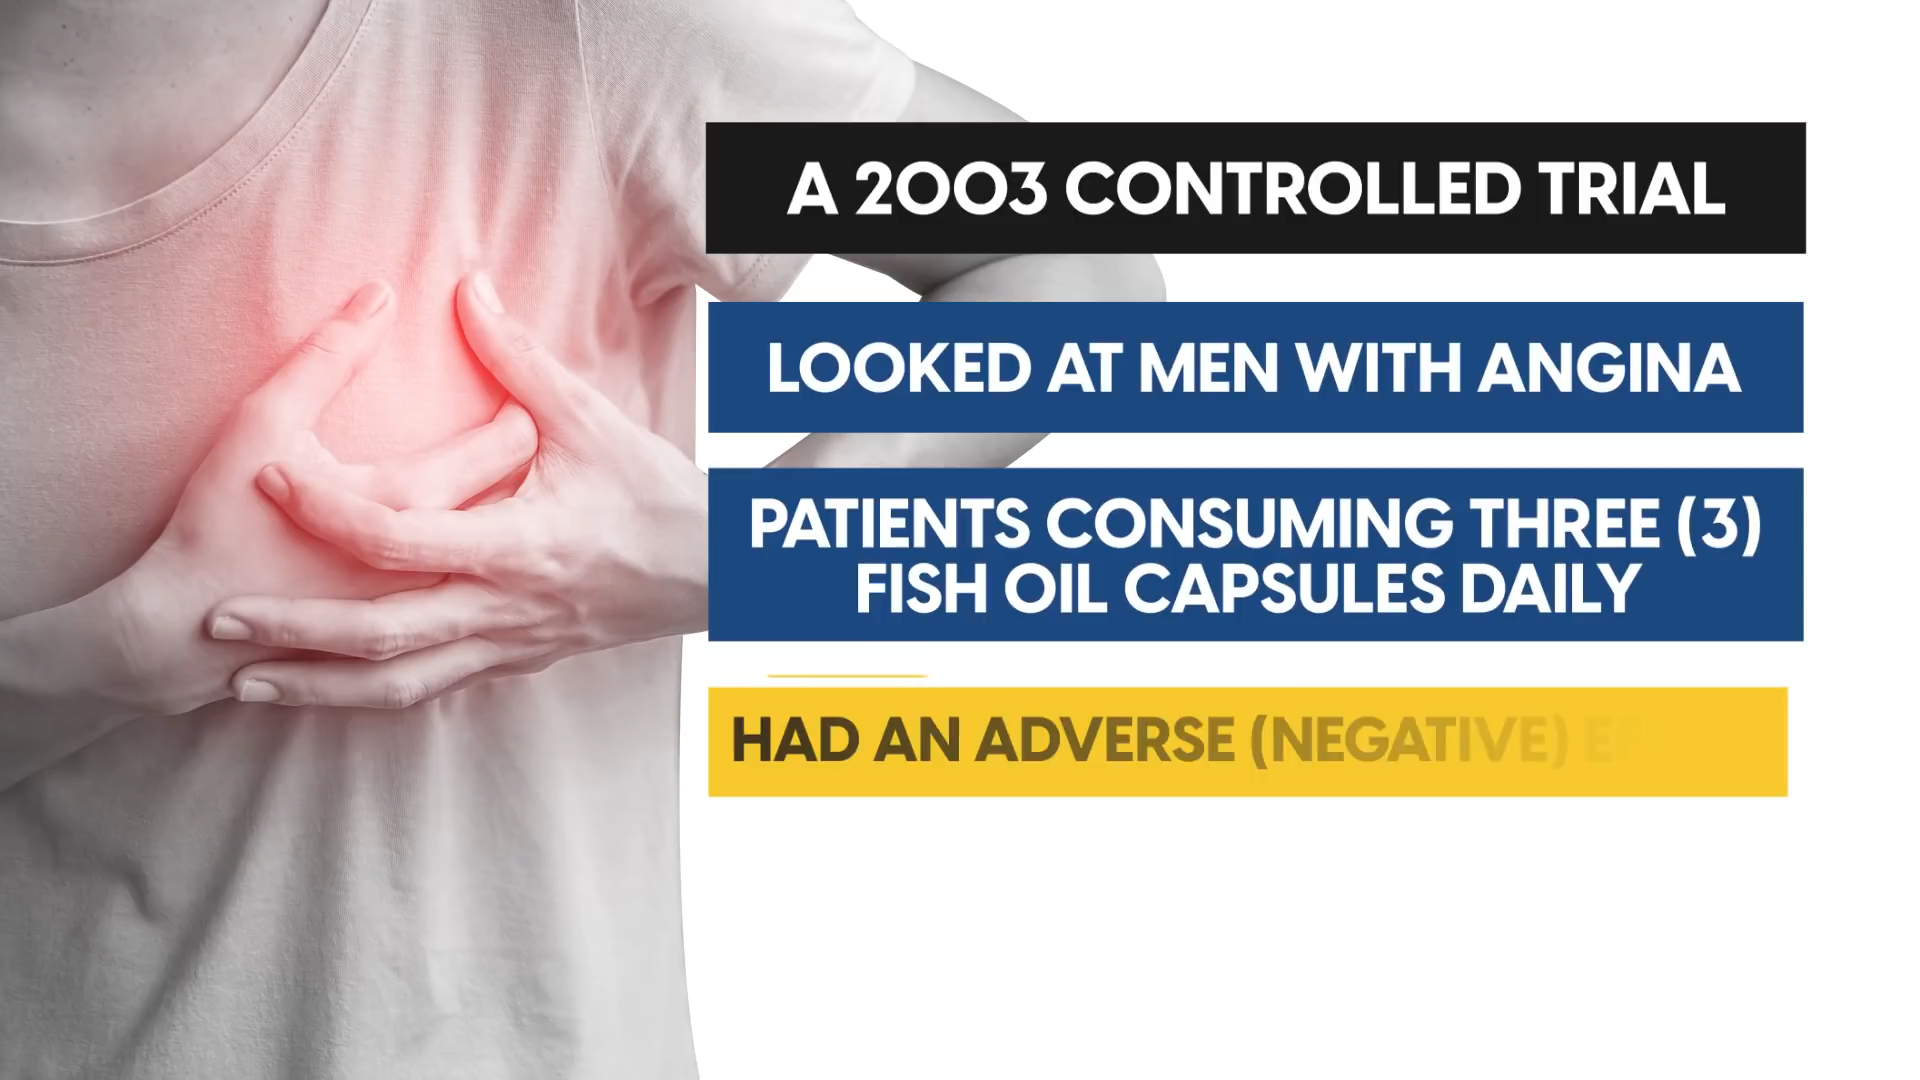 A 2003 CONTROLLED TRIAL
LOOKED AT MEN WITH ANGINA
PATIENTS CONSUMING THREE (3)
FISH OIL CAPSULES DAILY
HAD AN ADVERSE (NEGATIVE)